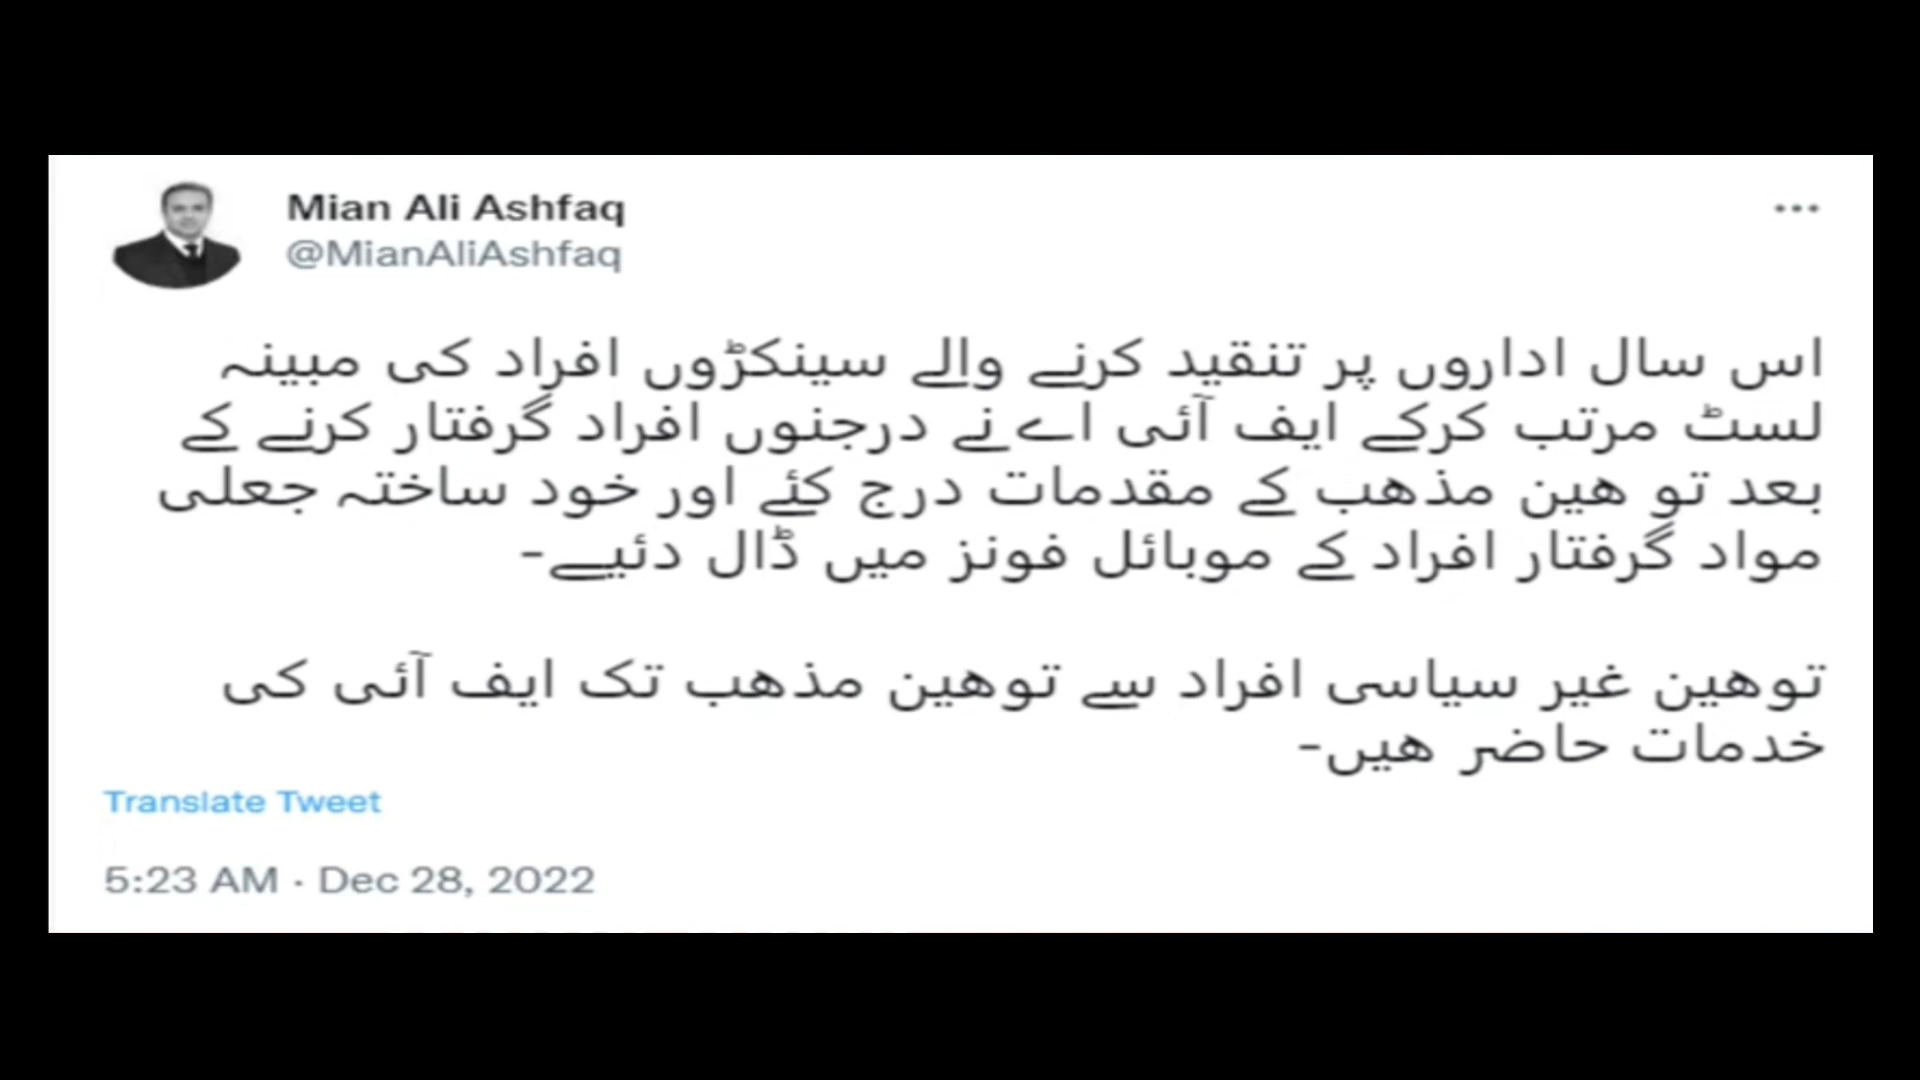 Mian Ali Ashfaq
@MianAliAshfaq
اس سال اداروں پر تنقید کرنے والے سینکڑوں افراد کی مبینہ
لسٹ مرتب کرکے ایف آئی اے نے درجنوں افراد گرفتار کرنے کے
بعد تو ھین مذھب کے مقدمات درج کئے اور خود ساختہ جعلی
مواد گرفتار افراد کے موبائل فونز میں ڈال دئیے-
توھین غیر سیاسی افراد سے توھین مذھب تک ایف آئی کی
خدمات حاضر ھیں-
Translate Tweet
5:23 AM · Dec 28, 2022